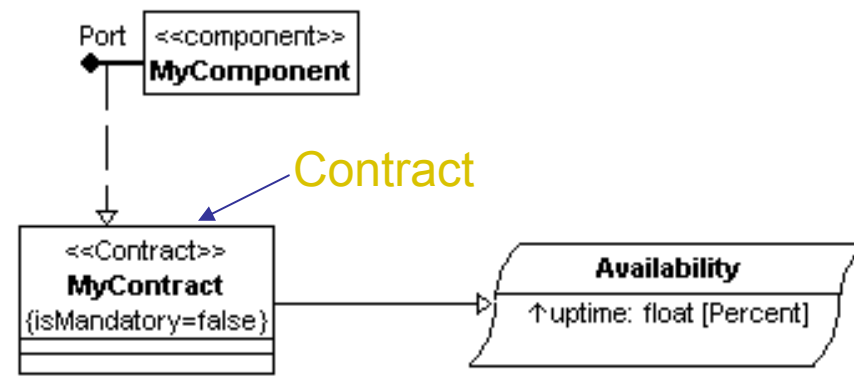 Port
<<component>>
MyComponent
Contract
<<Contract>>
MyContract
{isMandatory=false}
Availability
↑uptime: float [Percent]